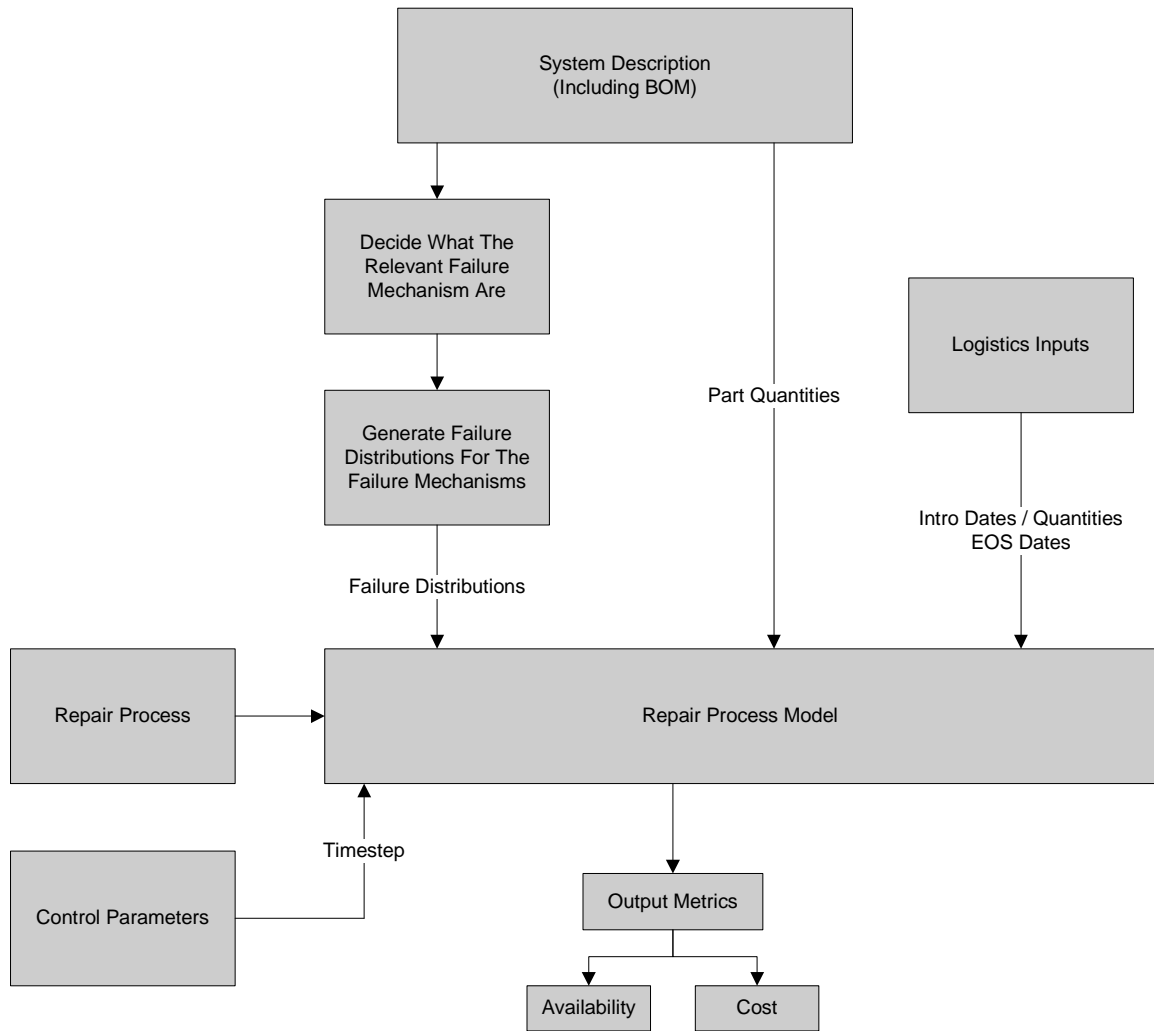 System Description
(Including BOM)
Decide What The
Relevant Failure
Mechanism Are
Logistics Inputs
Generate Failure
Distributions For The
Failure Mechanisms
Part Quantities
Intro Dates / Quantities
EOS Dates
Failure Distributions
Repair Process
Repair Process Model
Timestep
Control Parameters
Output Metrics
Availability
Cost